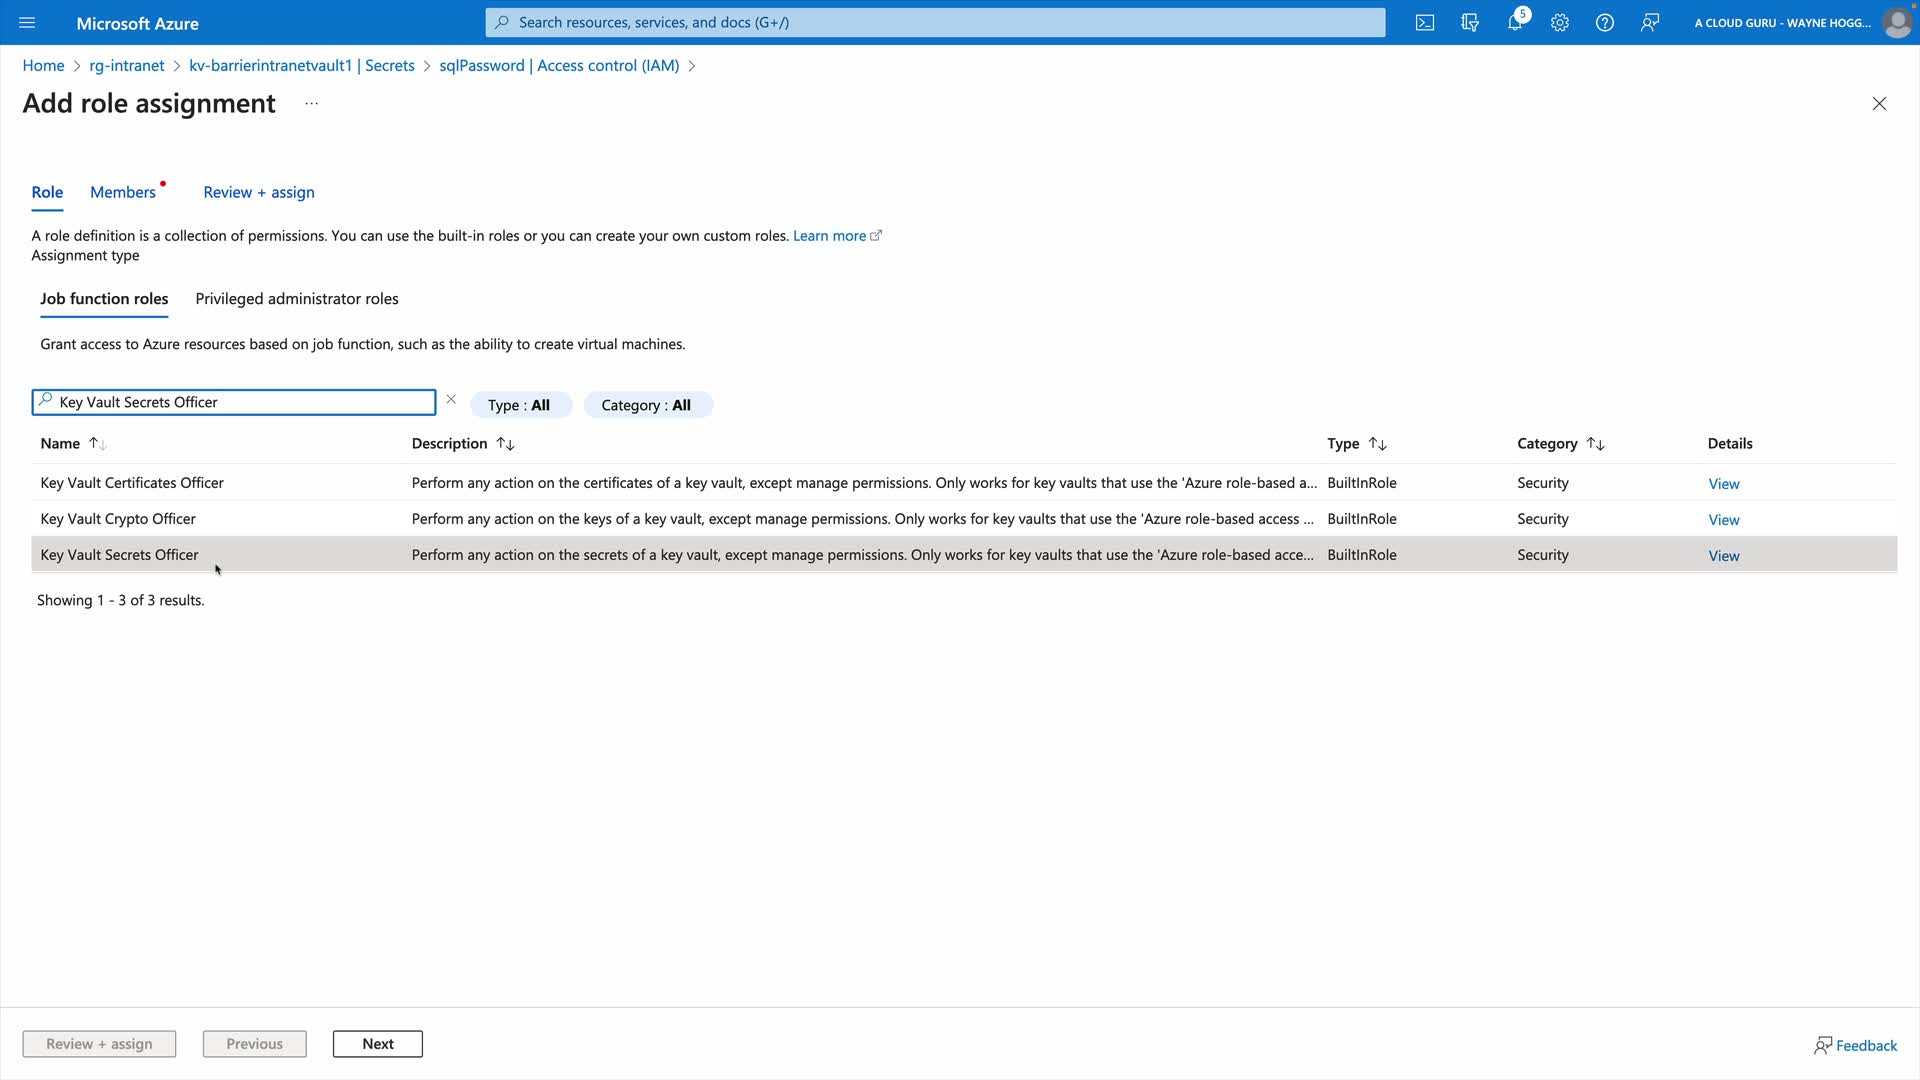 Microsoft Azure
Search resources, services, and docs (G+/)
5
A CLOUD GURU - WAYNE HOGG...
Home > rg-intranet > kv-barrierintranetvault1 | Secrets > sqlPassword | Access control (IAM) >
Add role assignment ...
Role Members Review + assign
A role definition is a collection of permissions. You can use the built-in roles or you can create your own custom roles. Learn more
Assignment type
Job function roles Privileged administrator roles
Grant access to Azure resources based on job function, such as the ability to create virtual machines.
Key Vault Secrets Officer Type : All Category : All
Name Description Type Category Details
Key Vault Certificates Officer Perform any action on the certificates of a key vault, except manage permissions. Only works for key vaults that use the 'Azure role-based a... BuiltInRole Security View
Key Vault Crypto Officer Perform any action on the keys of a key vault, except manage permissions. Only works for key vaults that use the 'Azure role-based access ... BuiltInRole Security View
Key Vault Secrets Officer Perform any action on the secrets of a key vault, except manage permissions. Only works for key vaults that use the 'Azure role-based acce... BuiltInRole Security View
Showing 1 - 3 of 3 results.
Review + assign Previous Next Feedback